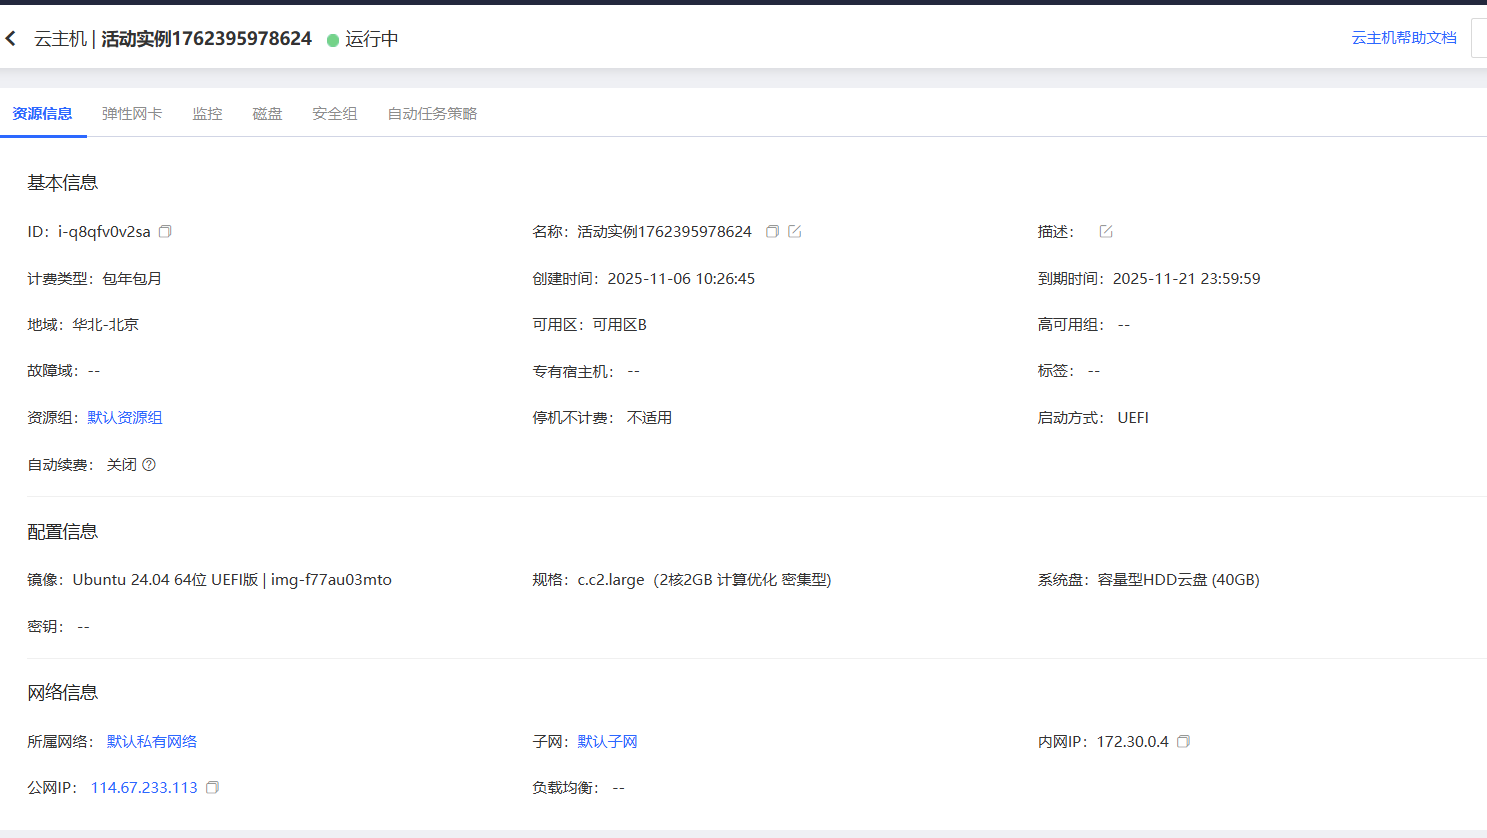 云主机 | 活动实例1762395978624 运行中 云主机帮助文档
资源信息 弹性网卡 监控 磁盘 安全组 自动任务策略
基本信息
ID： i-q8qfv0v2sa 名称： 活动实例1762395978624 描述：
计费类型： 包年包月 创建时间： 2025-11-06 10:26:45 到期时间： 2025-11-21 23:59:59
地域： 华北-北京 可用区： 可用区B 高可用组： --
故障域： -- 专有宿主机： -- 标签： --
资源组： 默认资源组 停机不计费： 不适用 启动方式： UEFI
自动续费： 关闭
配置信息
镜像： Ubuntu 24.04 64位 UEFI版 | img-f77au03mto 规格： c.c2.large（2核2GB 计算优化 密集型) 系统盘： 容量型HDD云盘 (40GB)
密钥： --
网络信息
所属网络： 默认私有网络 子网： 默认子网 内网IP： 172.30.0.4
公网IP： 114.67.233.113 负载均衡： --